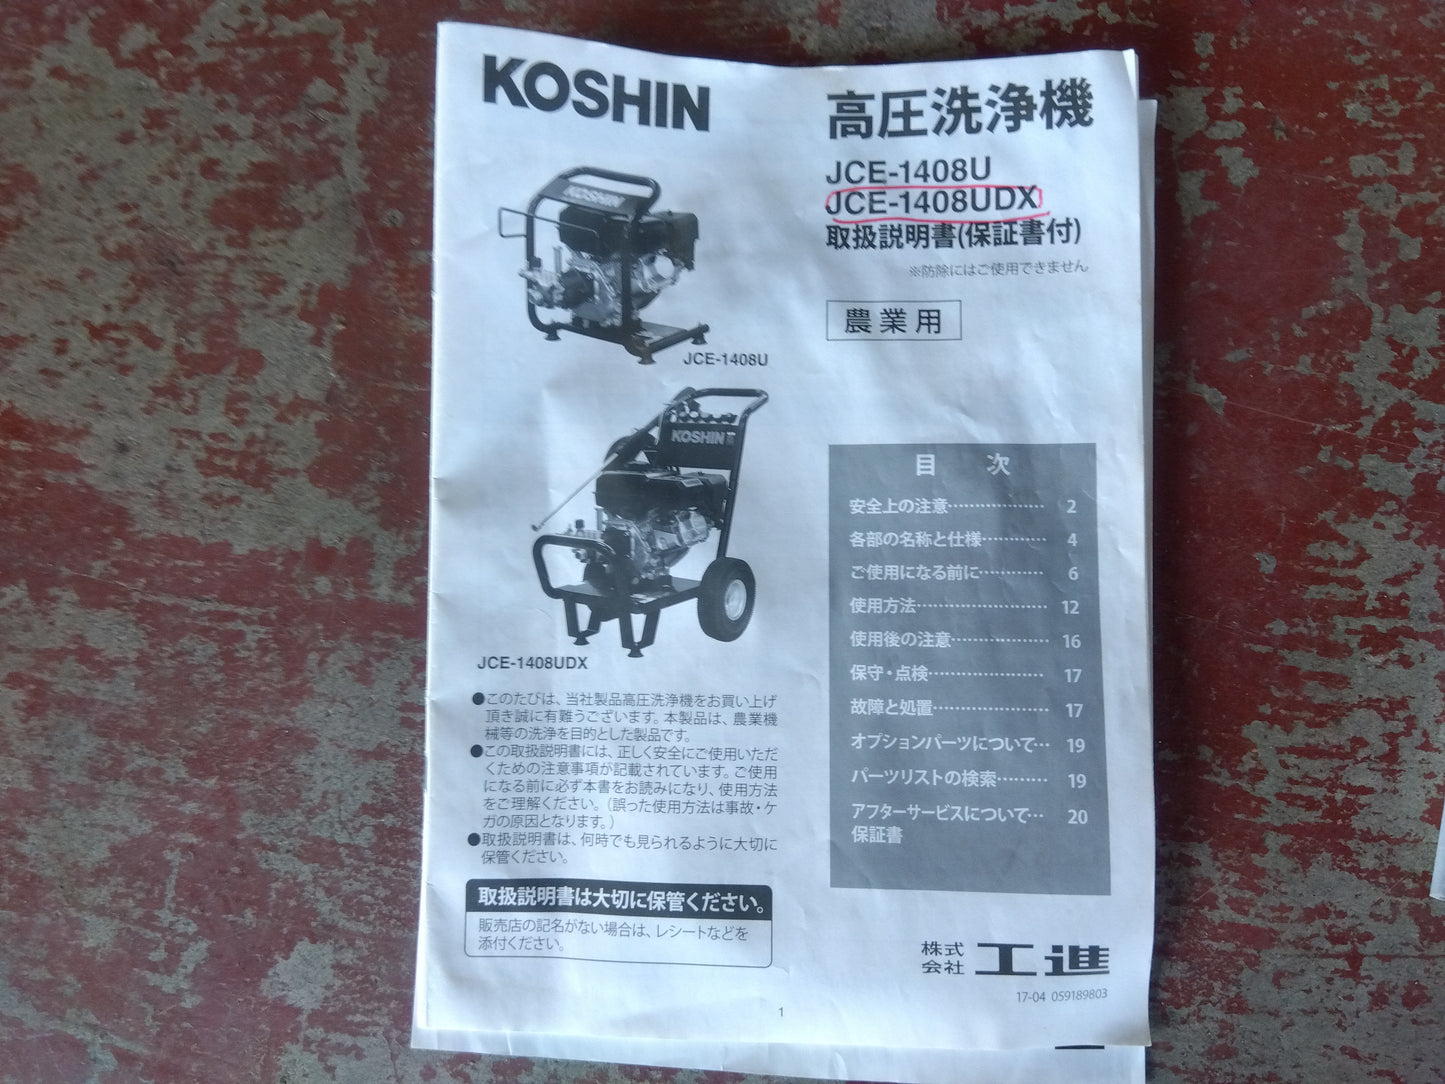 KOSHIN
高圧洗浄機
JCE-1408U
JCE-1408UDX
取扱説明書(保証書付)
※防除にはご使用できません
農業用
KOSHIN
JCE-1408U
KOSHIN
JCE-1408UDX
●このたびは、当社製品高圧洗浄機をお買い上げ
頂き誠に有難うございます。本製品は、農業機
械等の洗浄を目的とした製品です。
●この取扱説明書には、正しく安全にご使用いただ
くための注意事項が記載されています。ご使用
になる前に必ず本書をお読みになり、使用方法
をご理解ください。(誤った使用方法は事故・ケ
ガの原因となります。)
●取扱説明書は、何時でも見られるように大切に
保管ください。
取扱説明書は大切に保管ください。
販売店の記名がない場合は、レシートなどを
添付ください。
目次
安全上の注意………………2
各部の名称と仕様…………4
ご使用になる前に…………6
使用方法……………………12
使用後の注意………………16
保守・点検…………………17
故障と処置…………………17
オプションパーツについて…19
パーツリストの検索………19
アフターサービスについて…20
保証書
株式会社 工進
17-04 059189803
1